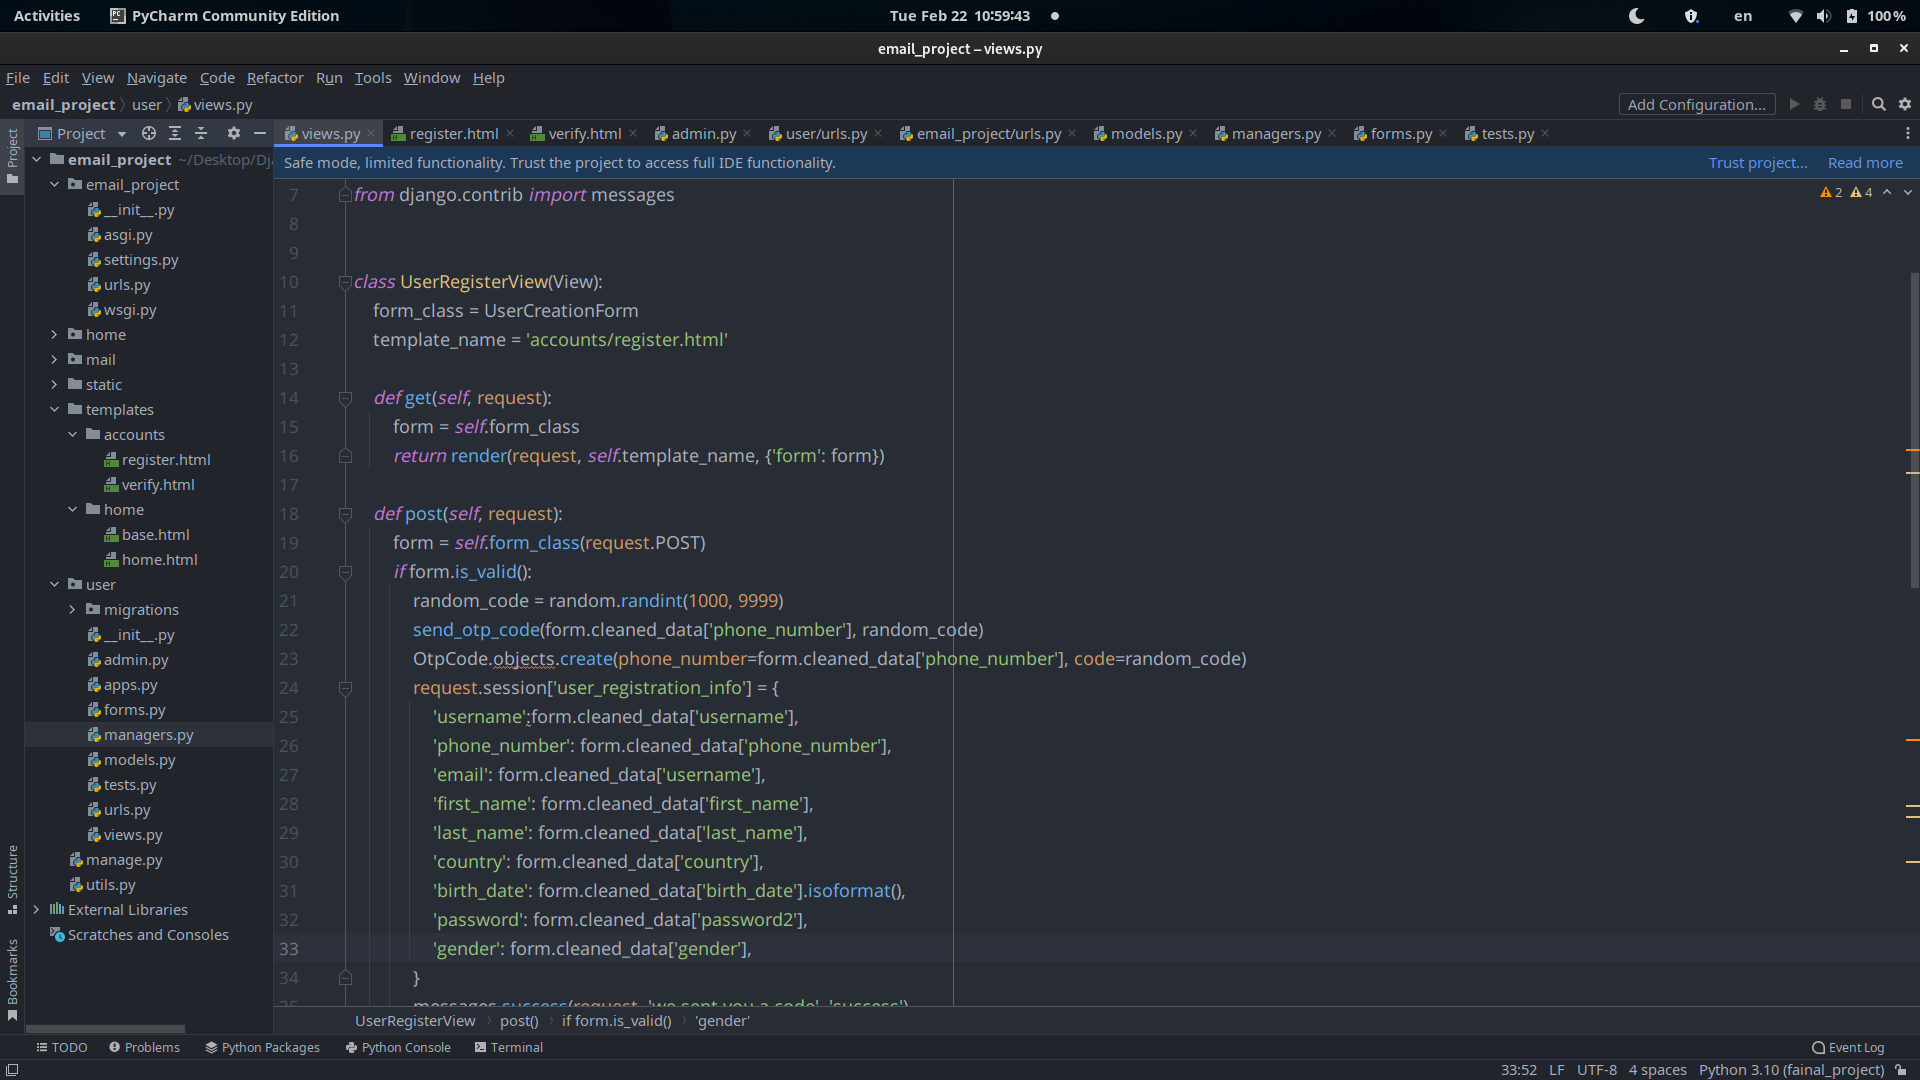 Activities PyCharm Community Edition Tue Feb 22 10:59:43 en 100%
email_project – views.py
File Edit View Navigate Code Refactor Run Tools Window Help
email_project user views.py Add Configuration...
Project views.py register.html verify.html admin.py user/urls.py email_project/urls.py models.py managers.py forms.py tests.py
Safe mode, limited functionality. Trust the project to access full IDE functionality. Trust project... Read more
Project
email_project ~/Desktop/Dj
email_project
__init__.py
asgi.py
settings.py
urls.py
wsgi.py
home
mail
static
templates
accounts
register.html
verify.html
home
base.html
home.html
user
migrations
__init__.py
admin.py
apps.py
forms.py
managers.py
models.py
tests.py
urls.py
views.py
manage.py
utils.py
External Libraries
Scratches and Consoles
Structure
Bookmarks
2 4
7 from django.contrib import messages
8
9
10 class UserRegisterView(View):
11 form_class = UserCreationForm
12 template_name = 'accounts/register.html'
13
14 def get(self, request):
15 form = self.form_class
16 return render(request, self.template_name, {'form': form})
17
18 def post(self, request):
19 form = self.form_class(request.POST)
20 if form.is_valid():
21 random_code = random.randint(1000, 9999)
22 send_otp_code(form.cleaned_data['phone_number'], random_code)
23 OtpCode.objects.create(phone_number=form.cleaned_data['phone_number'], code=random_code)
24 request.session['user_registration_info'] = {
25 'username':form.cleaned_data['username'],
26 'phone_number': form.cleaned_data['phone_number'],
27 'email': form.cleaned_data['username'],
28 'first_name': form.cleaned_data['first_name'],
29 'last_name': form.cleaned_data['last_name'],
30 'country': form.cleaned_data['country'],
31 'birth_date': form.cleaned_data['birth_date'].isoformat(),
32 'password': form.cleaned_data['password2'],
33 'gender': form.cleaned_data['gender'],
34 }
35 messages.success(request, 'we sent you a code', 'success')
UserRegisterView post() if form.is_valid() 'gender'
TODO Problems Python Packages Python Console Terminal Event Log
33:52 LF UTF-8 4 spaces Python 3.10 (fainal_project)